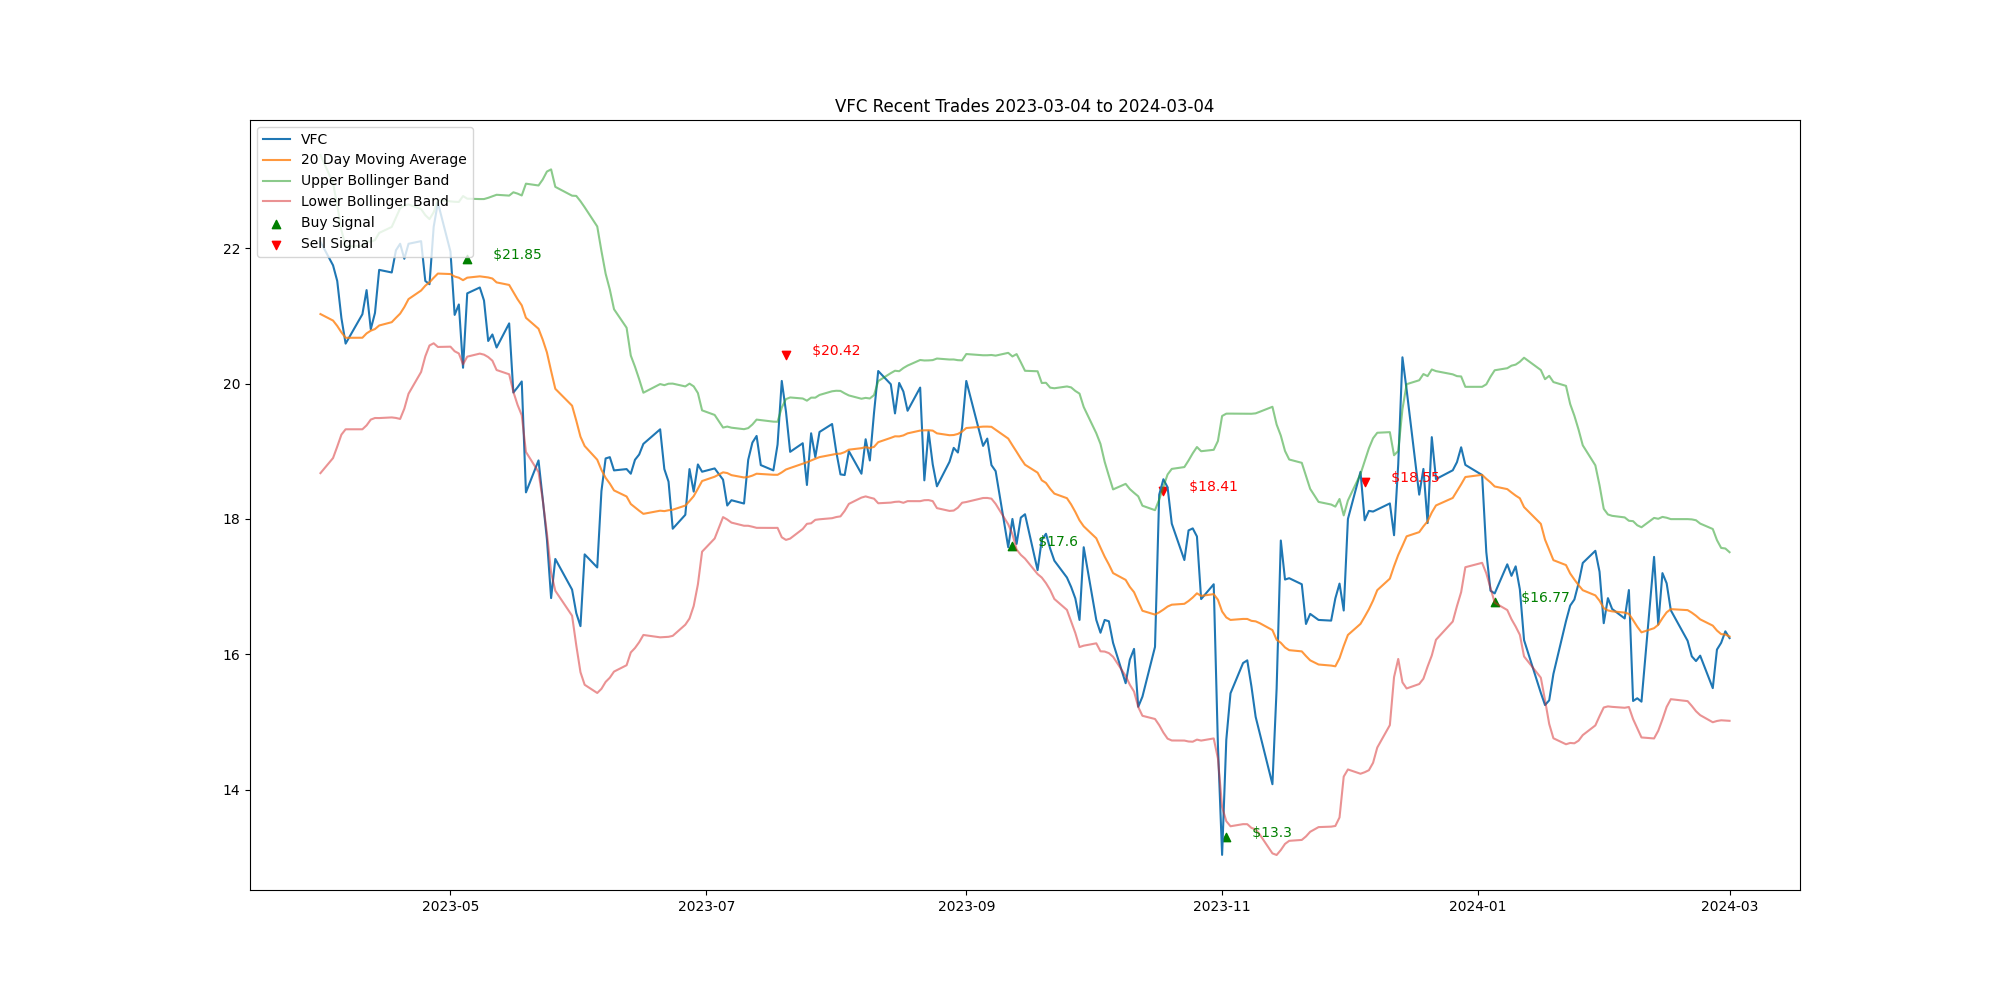 VFC Recent Trades 2023-03-04 to 2024-03-04
VFC
20 Day Moving Average
Upper Bollinger Band
Lower Bollinger Band
Buy Signal
Sell Signal
22
20
18
16
14
$21.85
$20.42
$18.41
$18.55
$17.6
$16.77
$13.3
2023-05
2023-07
2023-09
2023-11
2024-01
2024-03